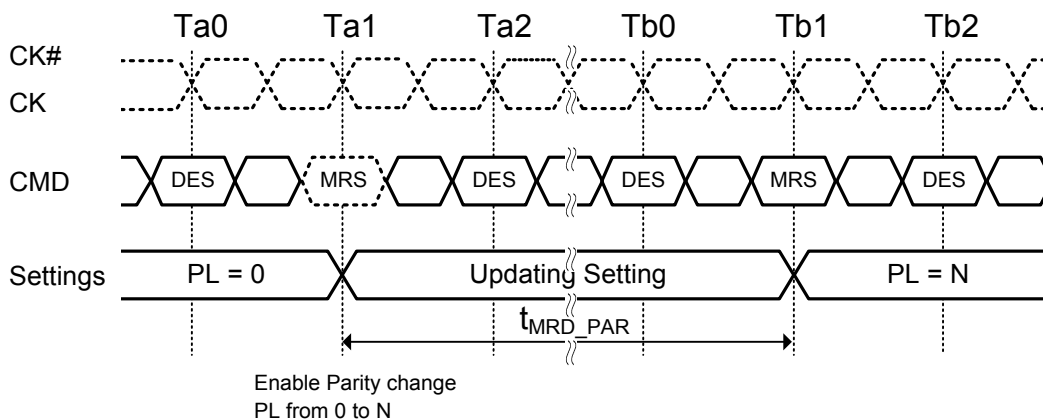 Ta0 Ta1 Ta2 Tb0 Tb1 Tb2
CK#
CK
CMD DES MRS DES DES MRS DES
Settings PL = 0 Updating Setting PL = N
tMRD_PAR
Enable Parity change
PL from 0 to N